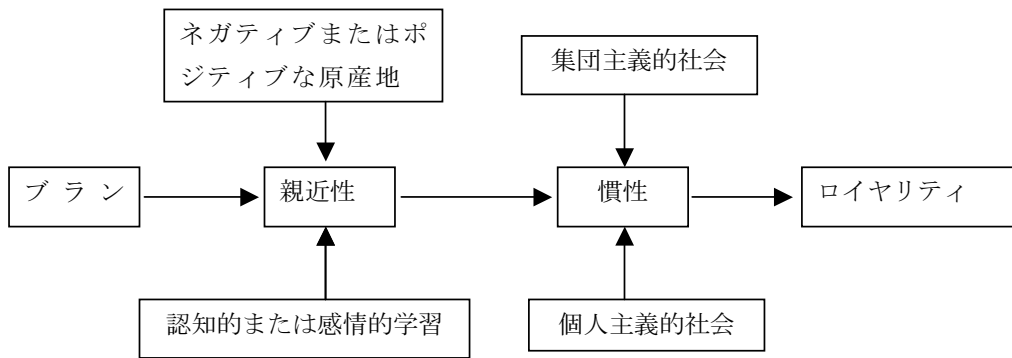 ネガティブまたはポ
ジティブな原産地
集団主義的社会
ブラン
親近性
慣性
ロイヤリティ
認知的または感情的学習
個人主義的社会